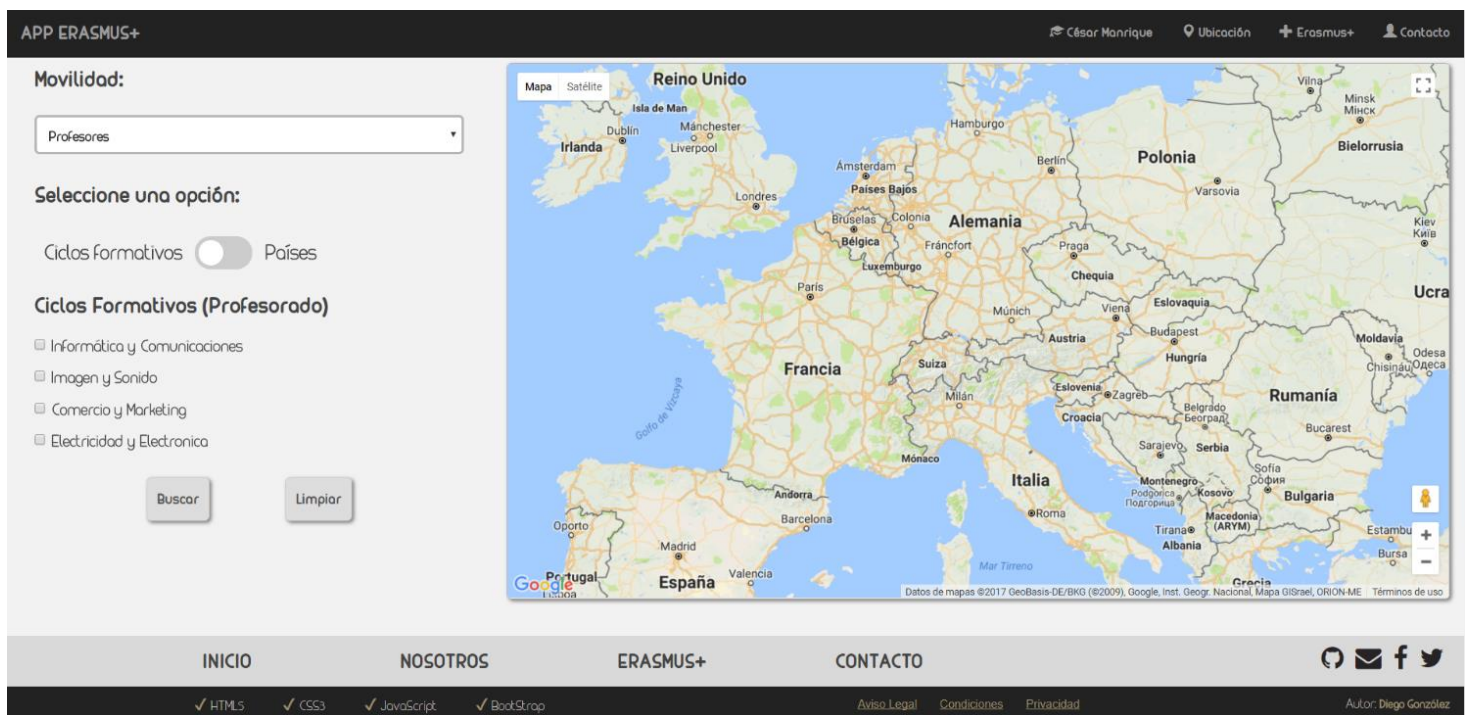 APP ERASMUS+
César Manrique
Ubicación
Erasmus+
Contacto
Movilidad:
Profesores
Seleccione una opción:
Ciclos formativos
Países
Ciclos Formativos (Profesorado)
Informática y Comunicaciones
Imagen y Sonido
Comercio y Marketing
Electricidad y Electronica
Buscar
Limpiar
Mapa
Satélite
Reino Unido
Isla de Man
Dublín
Mánchester
Irlanda
Liverpool
Londres
Hamburgo
Ámsterdam
Berlín
Países Bajos
Polonia
Varsovia
Vilna
Minsk
Мінск
Bielorrusia
Bruselas
Colonia
Alemania
Bélgica
Fráncfort
Praga
Kiev
Київ
Luxemburgo
Chequia
París
Ucra
Múnich
Viena
Eslovaquia
Austria
Budapest
Hungría
Moldavia
Odesa
Одеса
Chisináu
Francia
Suiza
Milán
Eslovenia
Zagreb
Croacia
Belgrado
Београд
Rumanía
Bucarest
Golfo de Vizcaya
Sarajevo
Serbia
Mónaco
Italia
Sofía
София
Montenegro
Podgorica
Подгорица
Kosovo
Bulgaria
Andorra
Barcelona
Oporto
Roma
Macedonia
(ARYM)
Tirana
Albania
Estambu
Bursa
Madrid
Mar Tirreno
Valencia
España
Portugal
Lisboa
Grecia
Google
Datos de mapas ©2017 GeoBasis-DE/BKG (©2009), Google, Inst. Geogr. Nacional, Mapa GISrael, ORION-ME
Términos de uso
INICIO
NOSOTROS
ERASMUS+
CONTACTO
HTML5
CSS3
JavaScript
BootStrap
Aviso Legal
Condiciones
Privacidad
Autor: Diego González